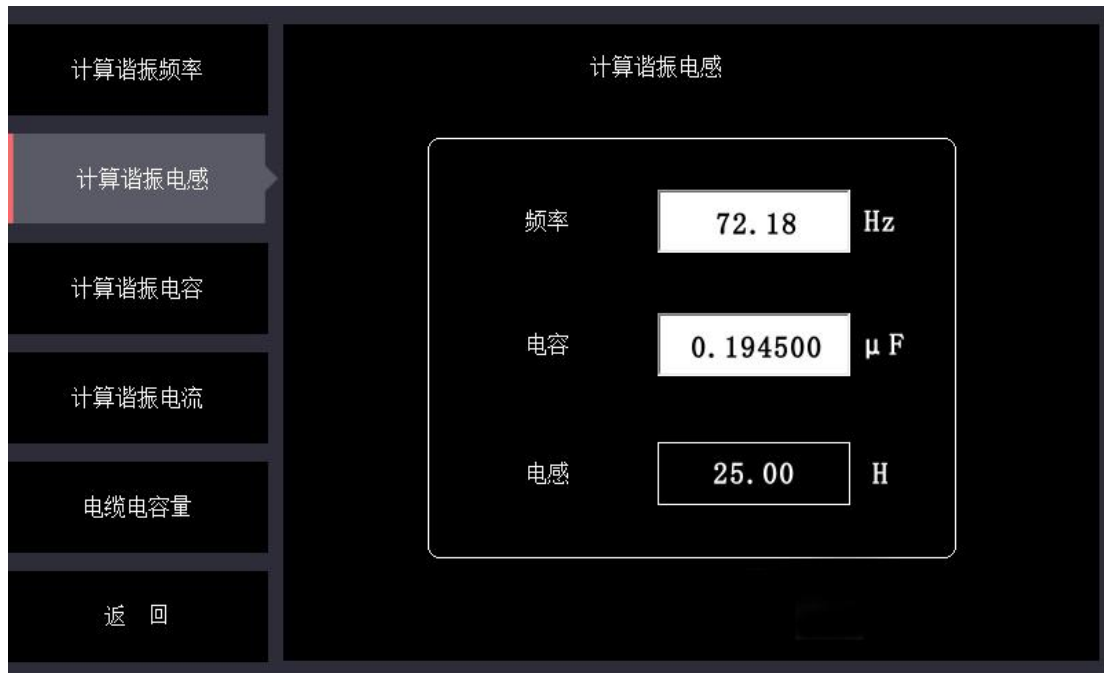 计算谐振频率
计算谐振电感
计算谐振电容
计算谐振电流
电缆电容量
返 回
计算谐振电感
频率 72.18 Hz
电容 0.194500 μF
电感 25.00 H